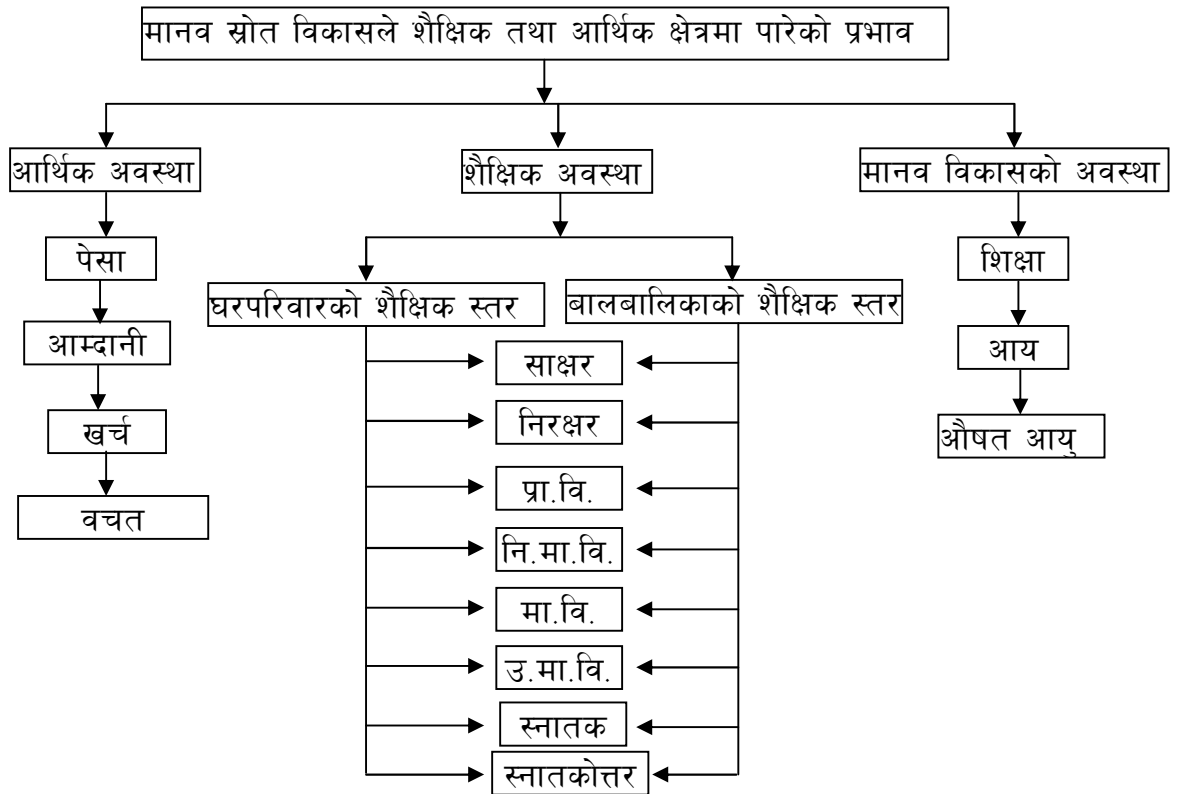 मानव स्रोत विकासले शैक्षिक तथा आर्थिक क्षेत्रमा पारेको प्रभाव
आर्थिक अवस्था
शैक्षिक अवस्था
मानव विकासको अवस्था
पेसा
आम्दानी
खर्च
वचत
घरपरिवारको शैक्षिक स्तर
बालबालिकाको शैक्षिक स्तर
साक्षर
निरक्षर
प्रा.वि.
नि.मा.वि.
मा.वि.
उ.मा.वि.
स्नातक
स्नातकोत्तर
शिक्षा
आय
औषत आयु